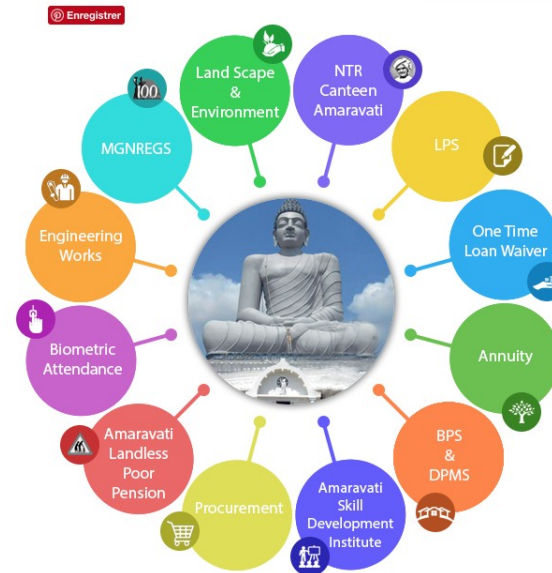 Enregistrer
Land Scape
&
Environment
NTR
Canteen
Amaravati
LPS
One Time
Loan Waiver
Annuity
BPS
&
DPMS
Amaravati
Skill
Development
Institute
Procurement
Amaravati
Landless
Poor
Pension
Biometric
Attendance
Engineering
Works
MGNREGS
100